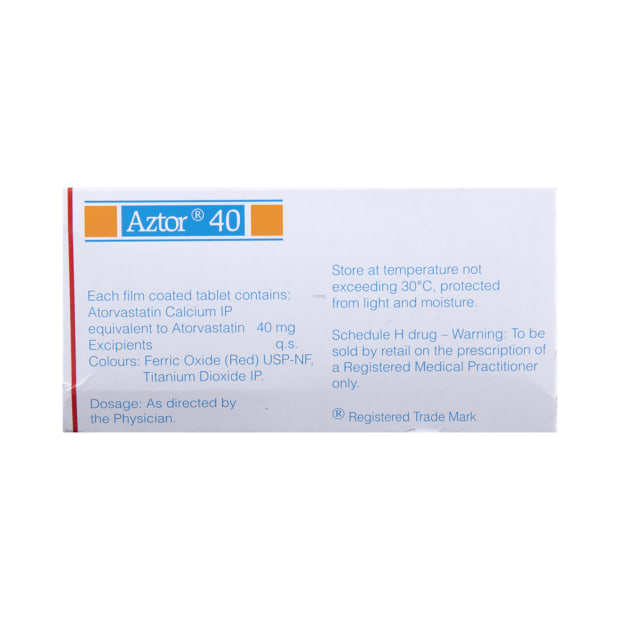 Aztor® 40
Each film coated tablet contains:
Atorvastatin Calcium IP
equivalent to Atorvastatin 40 mg
Excipients q.s.
Colours: Ferric Oxide (Red) USP-NF,
Titanium Dioxide IP.
Dosage: As directed by
the Physician.
Store at temperature not
exceeding 30°C, protected
from light and moisture.
Schedule H drug – Warning: To be
sold by retail on the prescription of
a Registered Medical Practitioner
only.
® Registered Trade Mark